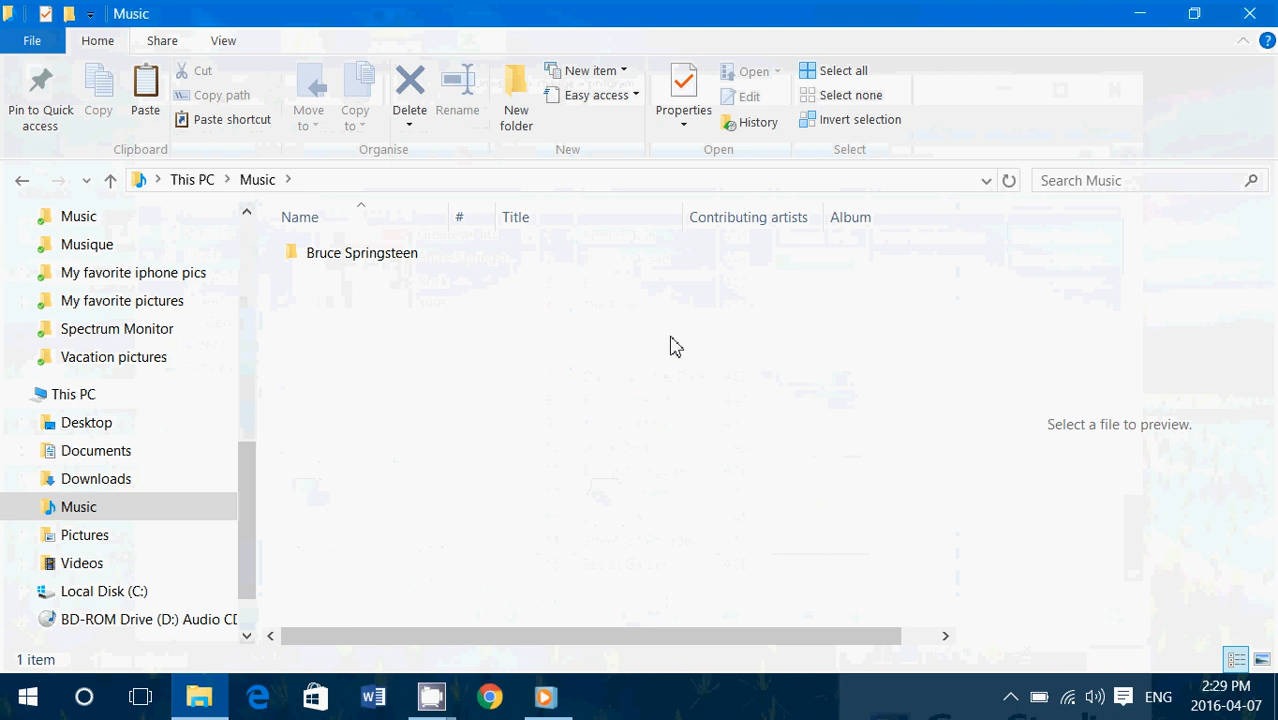 Music
File Home Share View
Pin to Quick access
Copy
Paste
Cut
Copy path
Paste shortcut
Clipboard
Move to
Copy to
Delete
Rename
Organise
New folder
New item
Easy access
New
Properties
Open
Edit
History
Open
Select all
Select none
Invert selection
Select
This PC Music
Search Music
Music
Musique
My favorite iphone pics
My favorite pictures
Spectrum Monitor
Vacation pictures
This PC
Desktop
Documents
Downloads
Music
Pictures
Videos
Local Disk (C:)
BD-ROM Drive (D:) Audio CD
Name # Title Contributing artists Album
Bruce Springsteen
Select a file to preview.
1 item
ENG
2:29 PM
2016-04-07